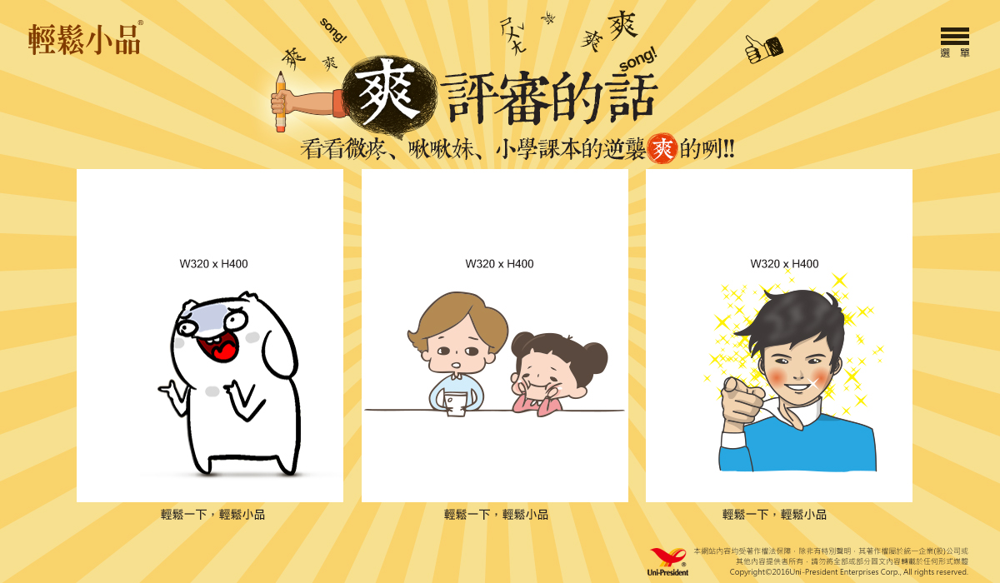 輕鬆小品®
song!
爽
爽
ㄕㄨㄤ
爽
爽
爽
song!
選 單
爽 評審的話
看看微疼、啾啾妹、小學課本的逆襲爽的咧!!
W320 x H400
W320 x H400
W320 x H400
輕鬆一下，輕鬆小品
輕鬆一下，輕鬆小品
輕鬆一下，輕鬆小品
Uni-President®
本網站內容均受著作權法保障，除非有特別聲明，其著作權屬於統一企業(股)公司或
其他內容提供者所有，請勿將全部或部分圖文內容轉載於任何形式媒體
Copyright©2016Uni-President Enterprises Corp., All rights reserved.